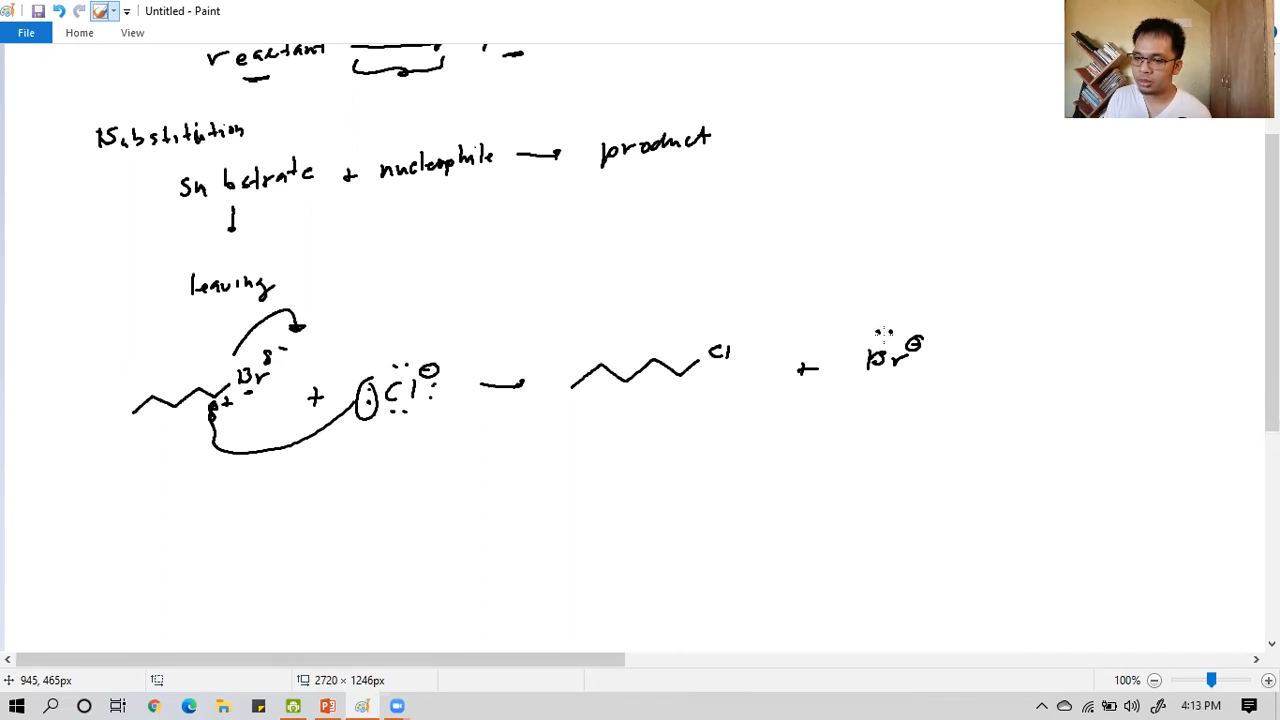 Untitled - Paint
File Home View
reactant
Substitution
Substrate + nucleophile → product
↓
leaving
Br δ- δ+ + Cl ⊖ → Cl + Br ⊖
945, 465px 2720 × 1246px 100%
4:13 PM